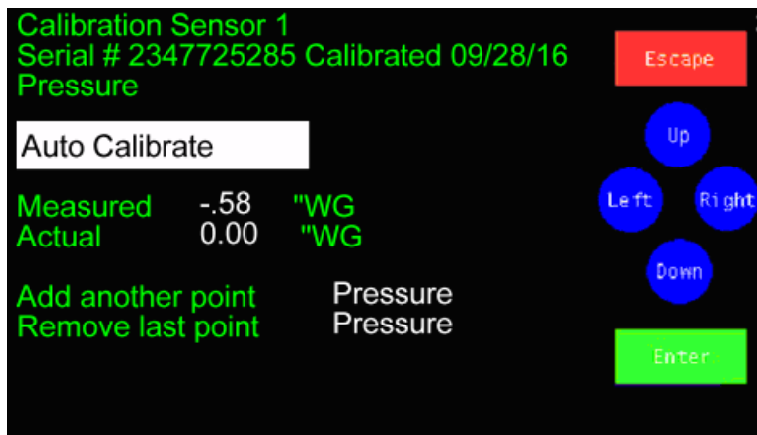 Calibration Sensor 1
Serial # 2347725285 Calibrated 09/28/16
Pressure
Auto Calibrate
Measured -.58 "WG
Actual 0.00 "WG
Add another point Pressure
Remove last point Pressure
Escape
Up
Left Right
Down
Enter